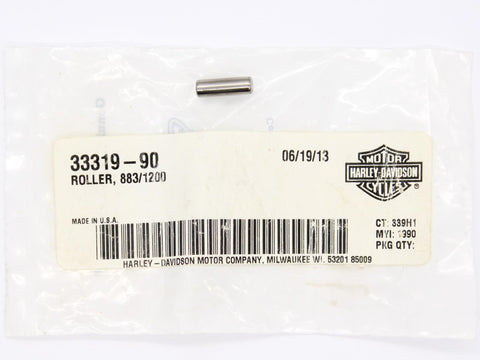 33319-90
06/19/13
ROLLER, 883/1200
MOTOR
HARLEY-DAVIDSON
CYCLES
MADE IN U.S.A.
CT: 339H1
MYI: 1990
PKG QTY:
HARLEY-DAVIDSON MOTOR COMPANY, MILWAUKEE WI. 53201 85009